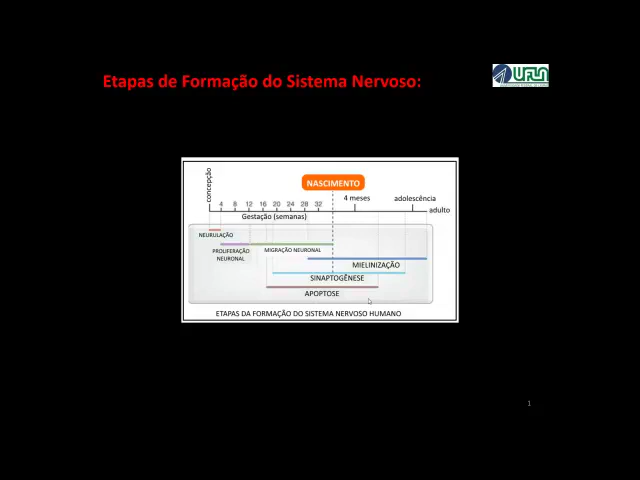 Etapas de Formação do Sistema Nervoso:
UFLA
concepção
NASCIMENTO
4 meses
adolescência
4 8 12 16 20 24 28 32
adulto
Gestação (semanas)
NEURULAÇÃO
PROLIFERAÇÃO
NEURONAL
MIGRAÇÃO NEURONAL
MIELINIZAÇÃO
SINAPTOGÊNESE
APOPTOSE
ETAPAS DA FORMAÇÃO DO SISTEMA NERVOSO HUMANO
1